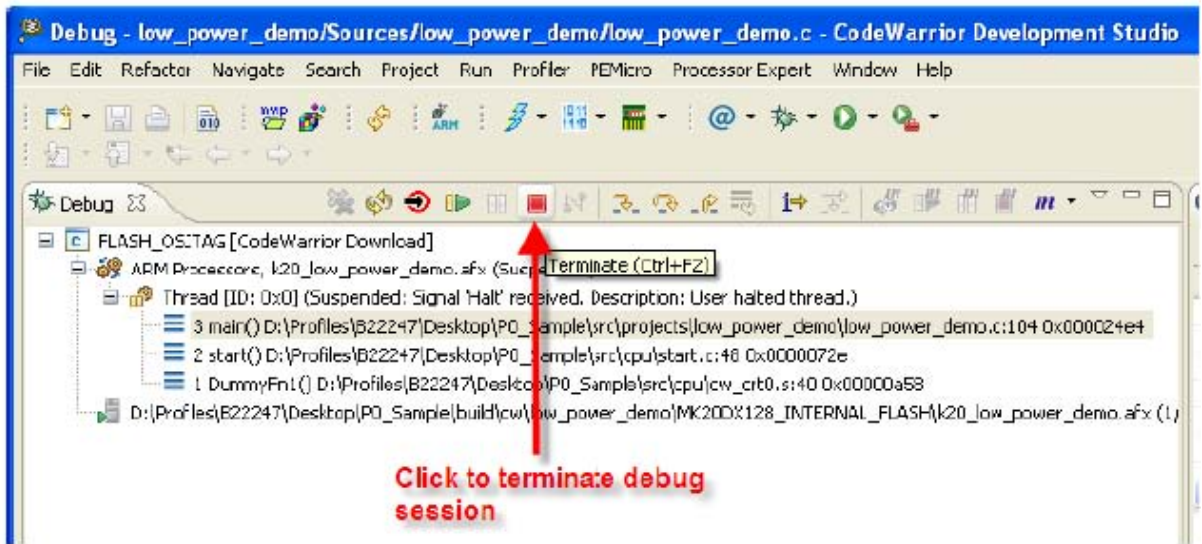 Debug - low_power_demo/Sources/low_power_demo/low_power_demo.c - CodeWarrior Development Studio
File Edit Refactor Navigate Search Project Run Profiler PEMicro Processor Expert Window Help
ARM
Debug
FLASH_OSJTAG [CodeWarrior Download]
ARM Processors, k20_low_power_demo.afx (Suspe
Terminate (Ctrl+F2)
Thread [ID: 0x0] (Suspended: Signal 'Halt' received. Description: User halted thread.)
3 main() D:\Profiles\B22247\Desktop\P0_Sample\src\projects\low_power_demo\low_power_demo.c:104 0x000024e4
2 start() D:\Profiles\B22247\Desktop\P0_Sample\src\cpu\start.c:48 0x0000072e
1 DummyFn1() D:\Profiles\B22247\Desktop\P0_Sample\src\cpu\cw_crt0.s:40 0x00000a58
D:\Profiles\B22247\Desktop\P0_Sample\build\cw\low_power_demo\MK20DX128_INTERNAL_FLASH\k20_low_power_demo.afx (1/
Click to terminate debug
session